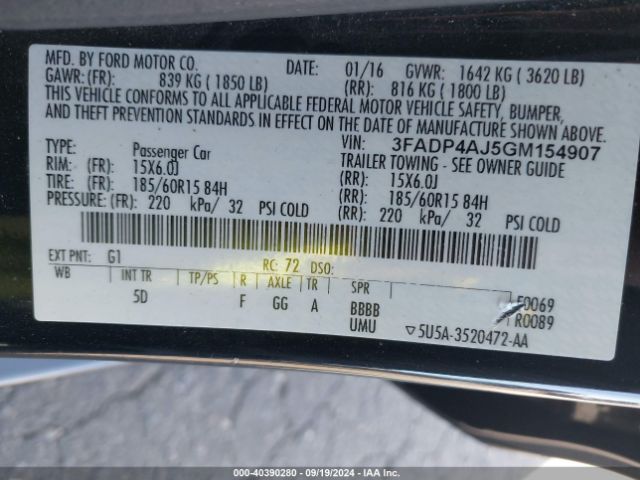 MFD. BY FORD MOTOR CO.
DATE: 01/16 GVWR: 1642 KG ( 3620 LB)
GAWR: (FR): 839 KG ( 1850 LB) (RR): 816 KG ( 1800 LB)
THIS VEHICLE CONFORMS TO ALL APPLICABLE FEDERAL MOTOR VEHICLE SAFETY, BUMPER,
AND THEFT PREVENTION STANDARDS IN EFFECT ON THE DATE OF MANUFACTURE SHOWN ABOVE.
VIN: 3FADP4AJ5GM154907
TYPE: Passenger Car TRAILER TOWING - SEE OWNER GUIDE
RIM: (FR): 15X6.0J (RR): 15X6.0J
TIRE: (FR): 185/60R15 84H (RR): 185/60R15 84H
PRESSURE: (FR): 220 kPa/ 32 PSI COLD (RR): 220 kPa/ 32 PSI COLD
EXT PNT: G1 RC: 72 DSO:
WB INT TR TP/PS R AXLE TR SPR
5D F GG A BBBB F0069
UMU R0089
▽5U5A-3520472-AA
000-40390280 - 09/19/2024 - IAA Inc.